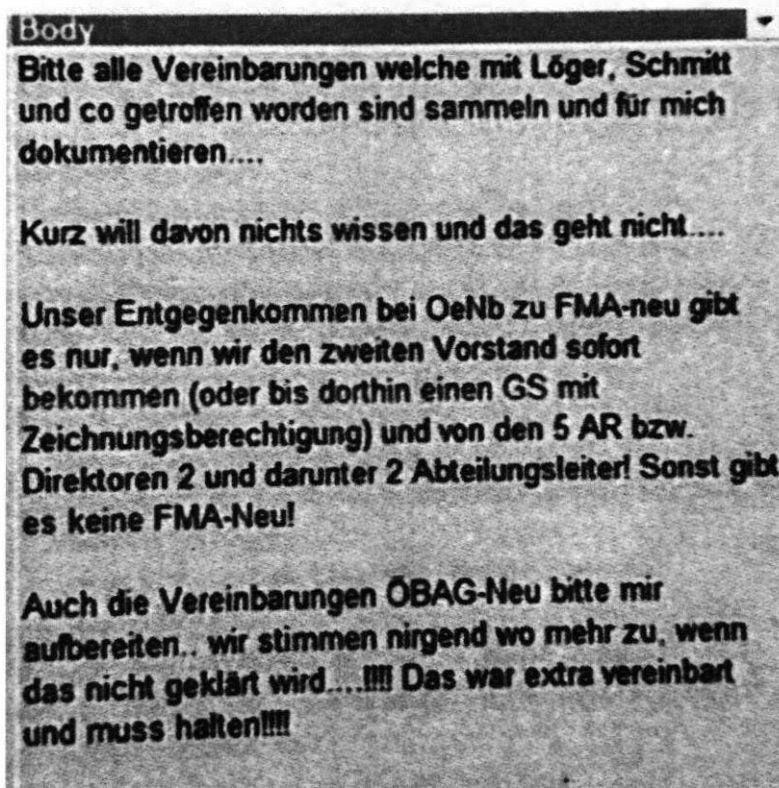 Body
Bitte alle Vereinbarungen welche mit Löger, Schmitt
und co getroffen worden sind sammeln und für mich
dokumentieren....
Kurz will davon nichts wissen und das geht nicht....
Unser Entgegenkommen bei OeNb zu FMA-neu gibt
es nur, wenn wir den zweiten Vorstand sofort
bekommen (oder bis dorthin einen GS mit
Zeichnungsberechtigung) und von den 5 AR bzw.
Direktoren 2 und darunter 2 Abteilungsleiter! Sonst gibt
es keine FMA-Neu!
Auch die Vereinbarungen ÖBAG-Neu bitte mir
aufbereiten.. wir stimmen nirgend wo mehr zu, wenn
das nicht geklärt wird....!!!! Das war extra vereinbart
und muss halten!!!!